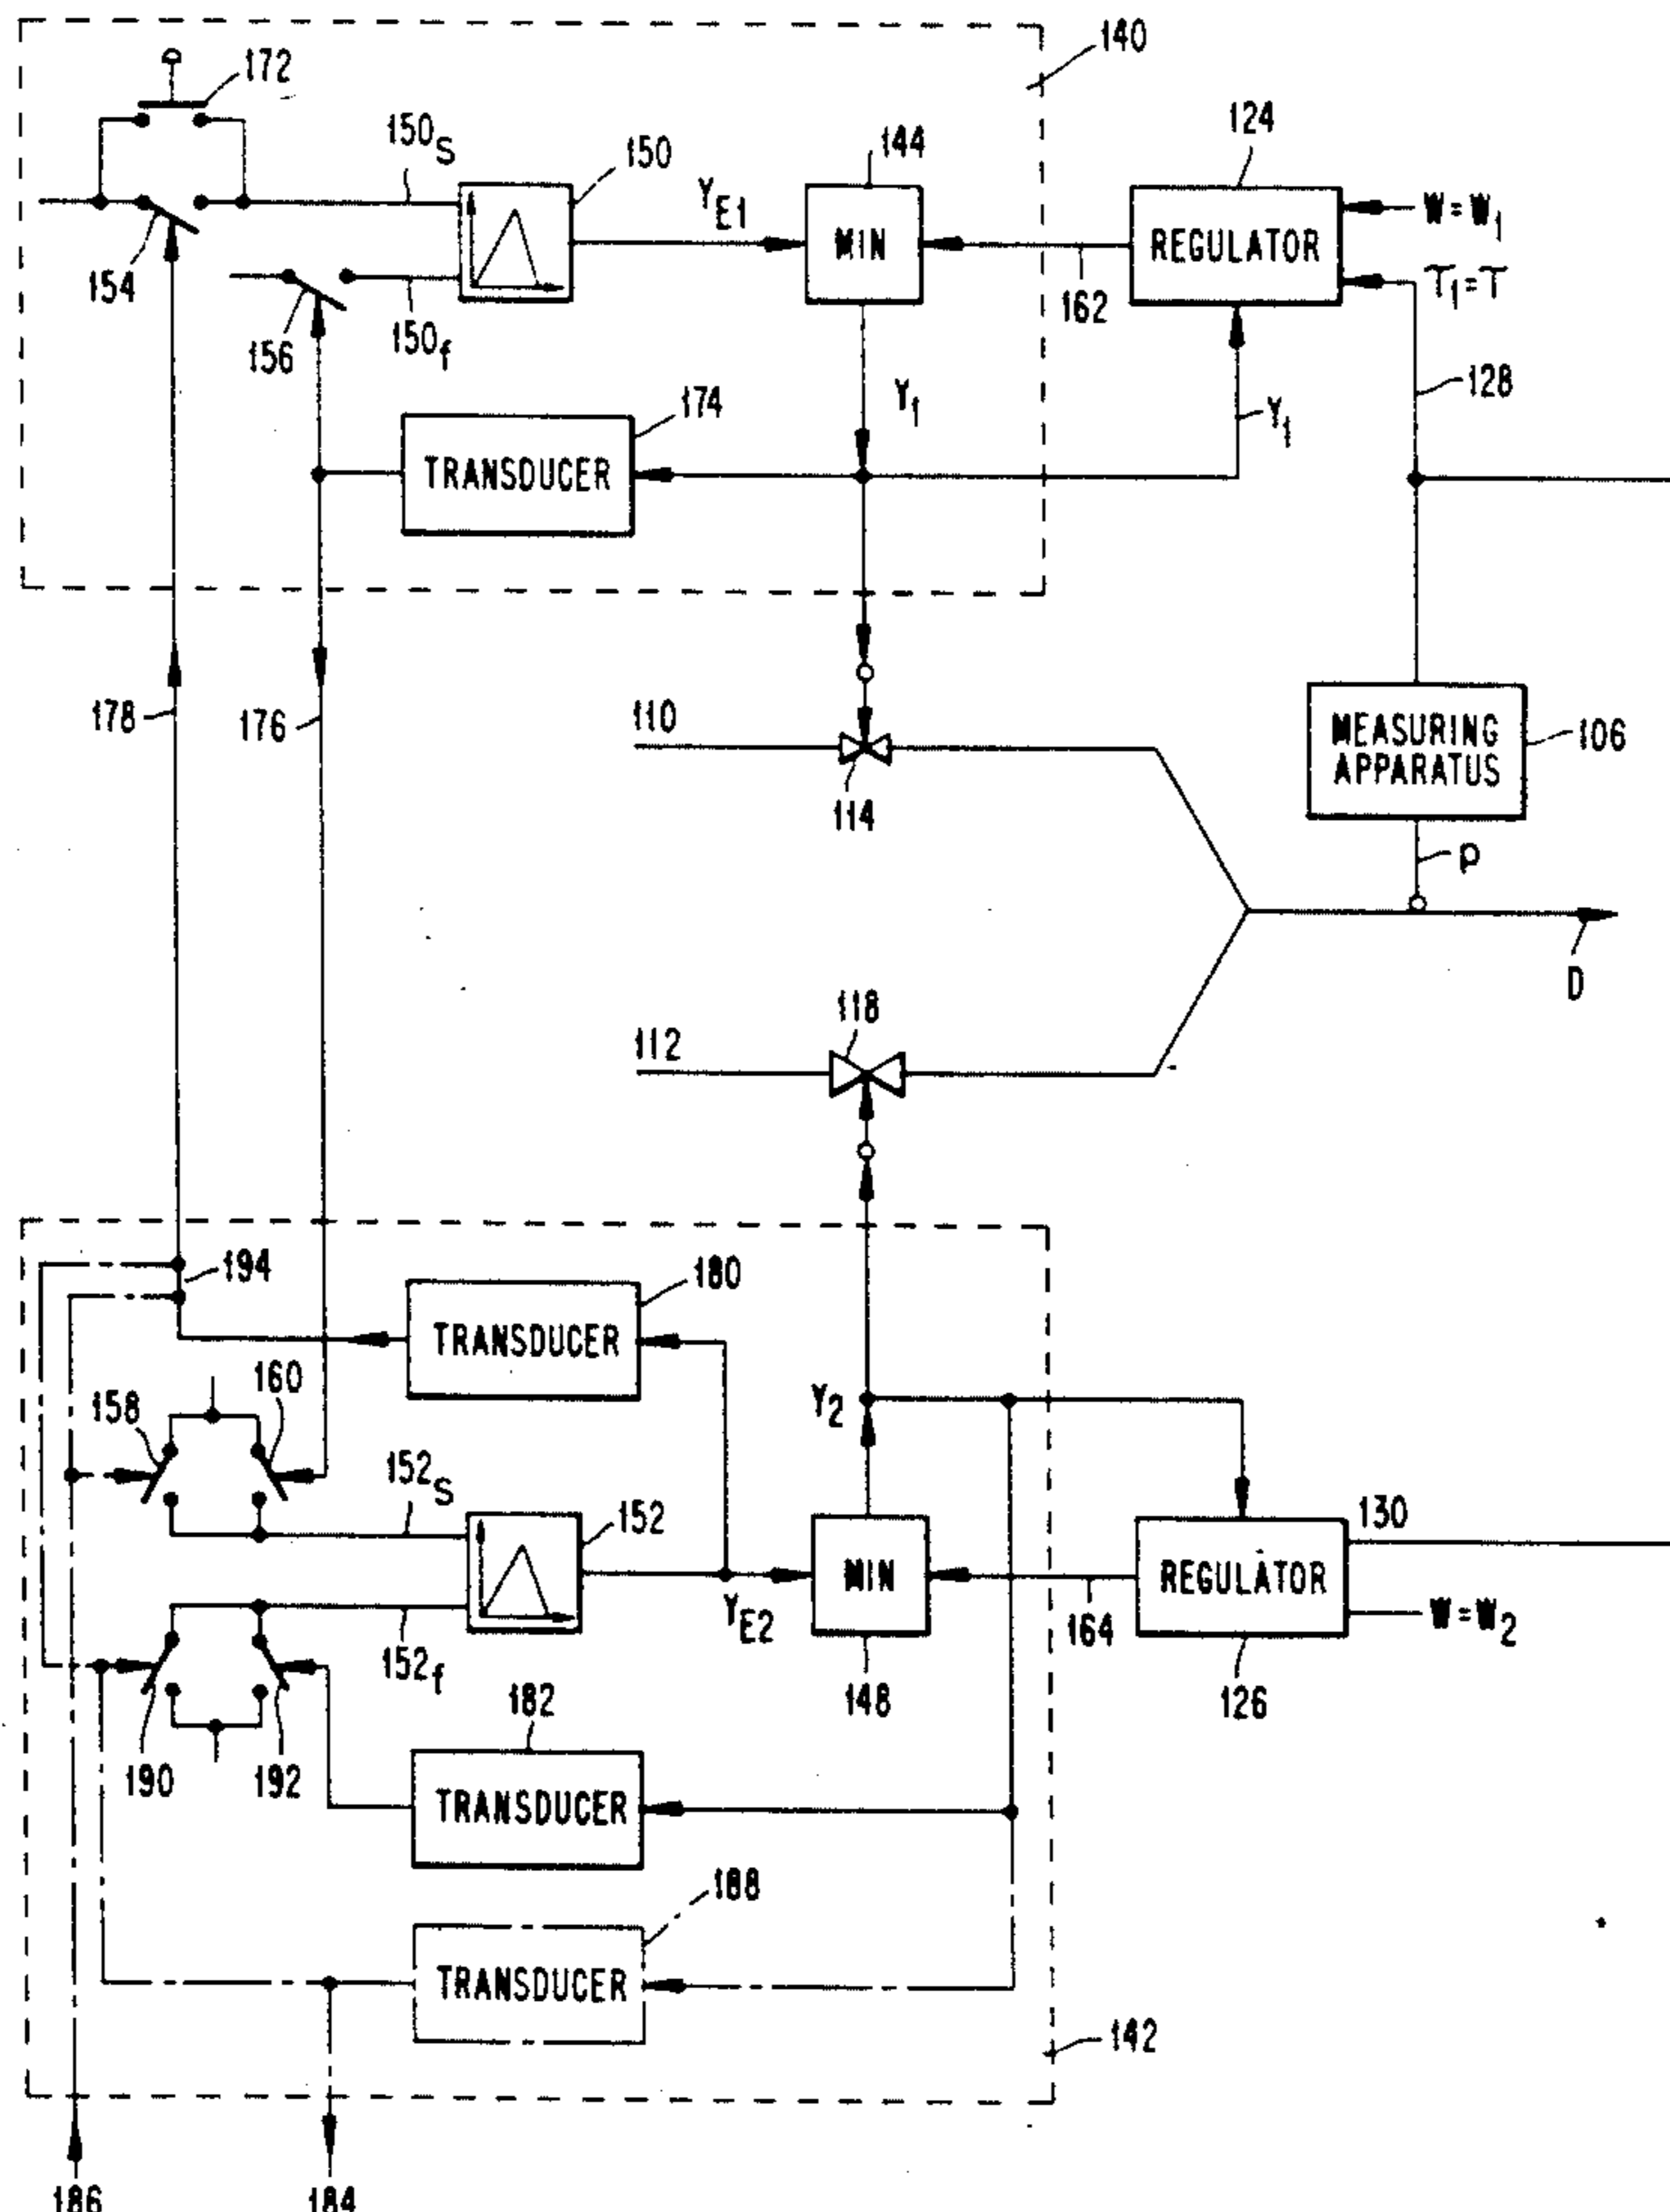 140
172
150S
150
YE1
144
MIN
124
REGULATOR
W=W1
T1=T
154
156
150f
162
174
TRANSDUCER
Y1
Y1
128
178
176
110
114
MEASURING
APPARATUS
106
P
D
118
112
194
180
TRANSDUCER
158
160
152S
152
Y2
MIN
130
REGULATOR
W=W2
YE2
164
152f
148
126
182
190
192
TRANSDUCER
188
TRANSDUCER
142
186
184